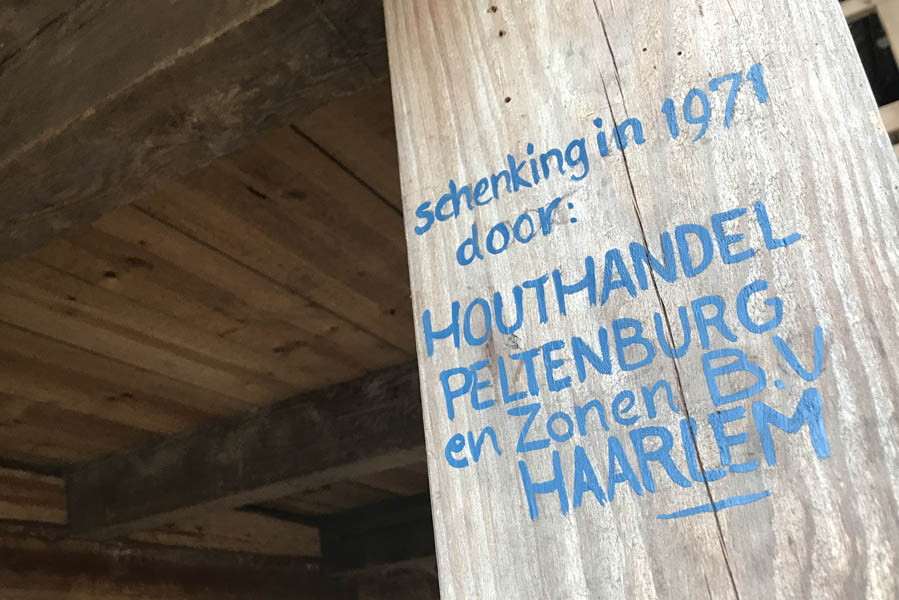 schenking in 1971
door:
HOUTHANDEL
PELTENBURG
en Zonen B.V
HAARLEM